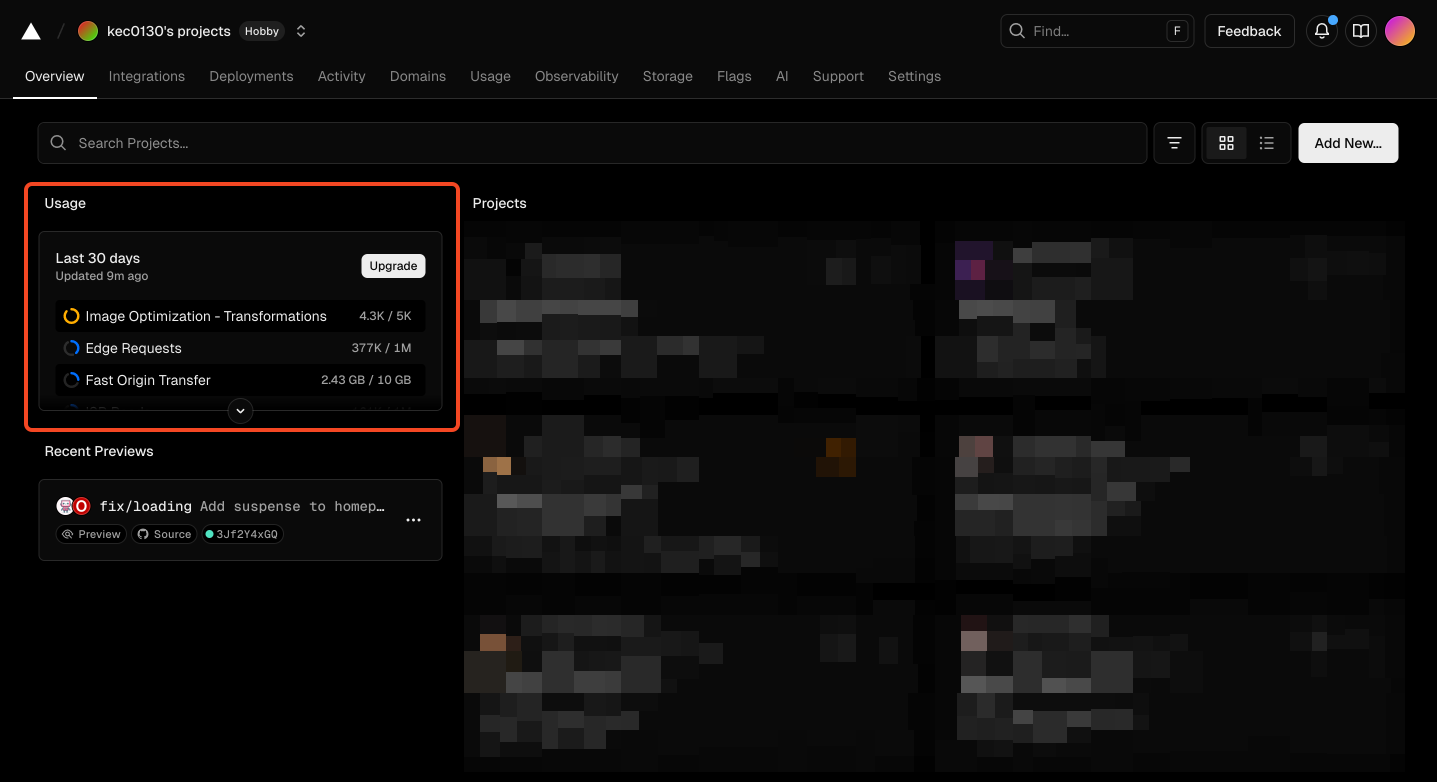 kec0130's projects Hobby Find... F Feedback
Overview Integrations Deployments Activity Domains Usage Observability Storage Flags AI Support Settings
Search Projects... Add New...
Usage
Last 30 days
Updated 9m ago
Upgrade
Image Optimization - Transformations 4.3K / 5K
Edge Requests 377K / 1M
Fast Origin Transfer 2.43 GB / 10 GB
Recent Previews
fix/loading Add suspense to homep...
Preview Source 3Jf2Y4xGQ
Projects